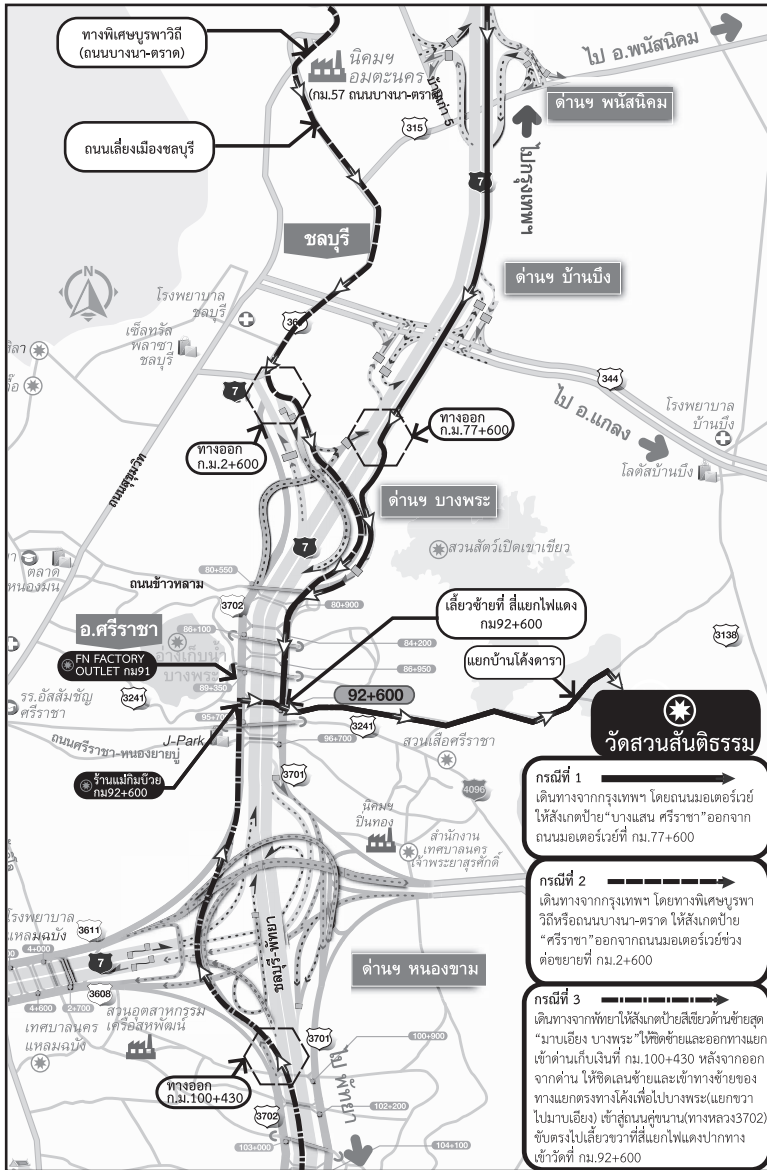 ทางพิเศษบูรพาวิถี
(ถนนบางนา-ตราด)
นิคมฯ
อมตะนคร
(กม.57 ถนนบางนา-ตราด)
บ้านเก่า 5
ไป อ.พนัสนิคม
ด่านฯ พนัสนิคม
315
ถนนเลี่ยงเมืองชลบุรี
7
ไปกรุงเทพฯ
ชลบุรี
ด่านฯ บ้านบึง
N
โรงพยาบาล
ชลบุรี
เซ็ลทรัล
พลาซา
ชลบุรี
36
344
ไป อ.แกลง
7
ทางออก
ก.ม.2+600
ทางออก
ก.ม.77+600
โรงพยาบาล
บ้านบึง
โลตัสบ้านบึง
ถนนสุขุมวิท
ด่านฯ บางพระ
สวนสัตว์เปิดเขาเขียว
7
ตลาด
หนองมน
ถนนข้าวหลาม
80+550
80+900
3702
อ.ศรีราชา
เลี้ยวซ้ายที่ สี่แยกไฟแดง
กม92+600
86+100
84+200
3138
อ่างเก็บน้ำ
บางพระ
FN FACTORY
OUTLET กม91
86+950
แยกบ้านโค้งดารา
89+350
92+600
3241
รร.อัสสัมชัญ
ศรีราชา
95+70
96+700
3241
ถนนศรีราชา-หนองยายบู่
J-Park
สวนเสือศรีราชา
วัดสวนสันติธรรม
ร้านแม่กิมบ๊วย
กม92+600
3701
4096
นิคมฯ
ปิ่นทอง
สำนักงาน
เทศบาลนคร
เจ้าพระยาสุรศักดิ์
กรณีที่ 1
เดินทางจากกรุงเทพฯ โดยถนนมอเตอร์เวย์
ให้สังเกตป้าย"บางแสน ศรีราชา"ออกจาก
ถนนมอเตอร์เวย์ที่ กม.77+600
กรณีที่ 2
เดินทางจากกรุงเทพฯ โดยทางพิเศษบูรพา
วิถีหรือถนนบางนา-ตราด ให้สังเกตป้าย
"ศรีราชา"ออกจากถนนมอเตอร์เวย์ช่วง
ต่อขยายที่ กม.2+600
โรงพยาบาล
แหลมฉบัง
3611
4+000
7
ชลบุรี-พัทยา
ด่านฯ หนองขาม
3608
4+600
2+700
เทศบาลนคร
แหลมฉบัง
สวนอุตสาหกรรม
เครือสหพัฒน์
3701
100+900
ทางออก
ก.ม.100+430
ไป พัทยา
3702
102+200
103+000
104+100
กรณีที่ 3
เดินทางจากพัทยาให้สังเกตป้ายสีเขียวด้านซ้ายสุด
"มาบเอียง บางพระ"ให้ชิดซ้ายและออกทางแยก
เข้าด่านเก็บเงินที่ กม.100+430 หลังจากออก
จากด่าน ให้ชิดเลนซ้ายและเข้าทางซ้ายของ
ทางแยกตรงทางโค้งเพื่อไปบางพระ(แยกขวา
ไปมาบเอียง) เข้าสู่ถนนคู่ขนาน(ทางหลวง3702)
ขับตรงไปเลี้ยวขวาที่สี่แยกไฟแดงปากทาง
เข้าวัดที่ กม.92+600